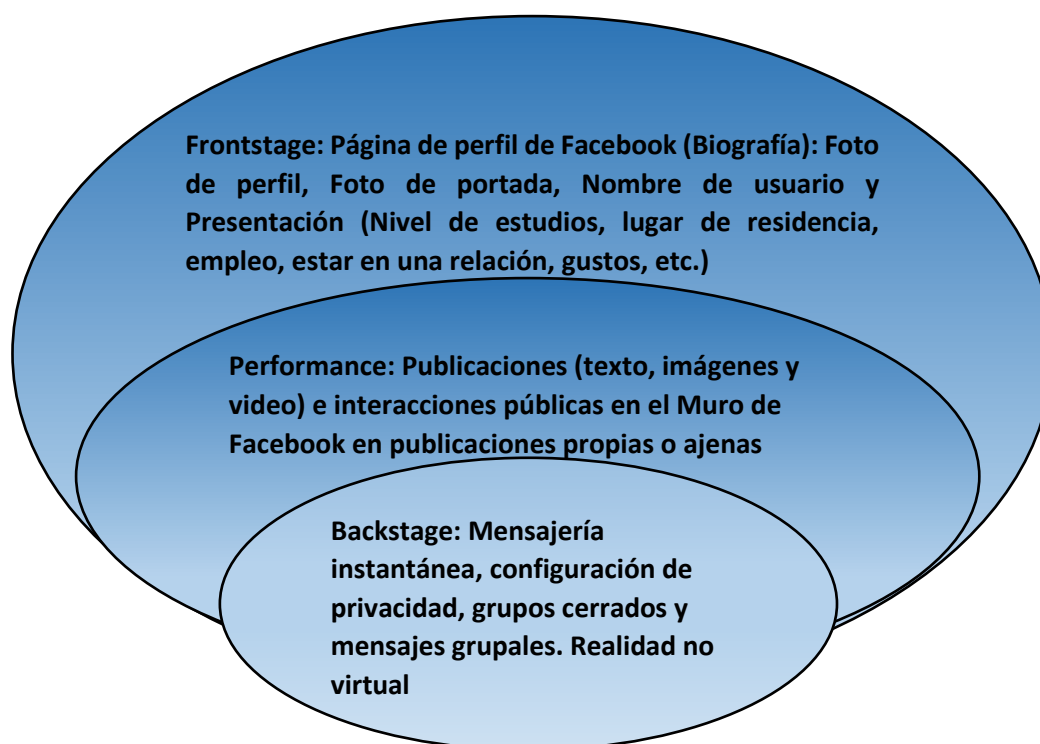 Frontstage: Página de perfil de Facebook (Biografía): Foto
de perfil, Foto de portada, Nombre de usuario y
Presentación (Nivel de estudios, lugar de residencia,
empleo, estar en una relación, gustos, etc.)
Performance: Publicaciones (texto, imágenes y
video) e interacciones públicas en el Muro de
Facebook en publicaciones propias o ajenas
Backstage: Mensajería
instantánea, configuración de
privacidad, grupos cerrados y
mensajes grupales. Realidad no
virtual